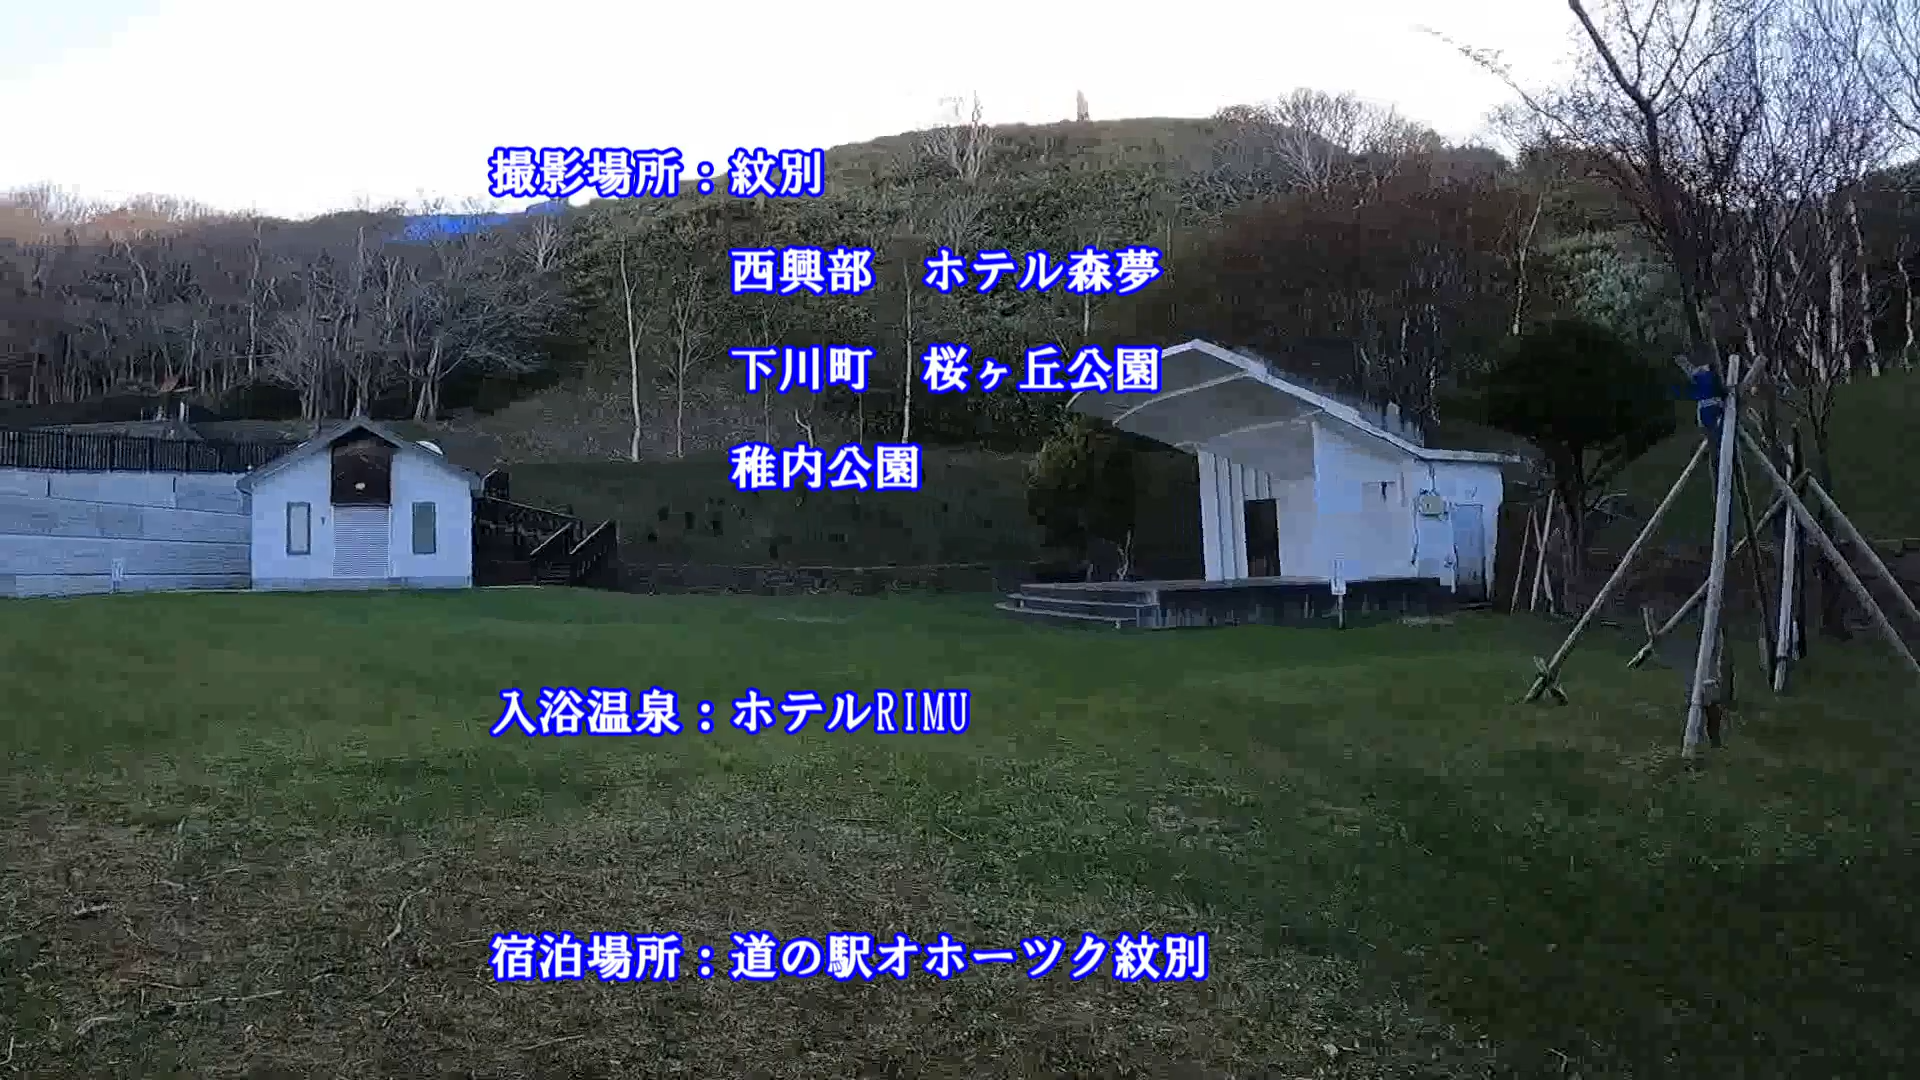 撮影場所：紋別
西興部　ホテル森夢
下川町　桜ヶ丘公園
稚内公園
入浴温泉：ホテルRIMU
宿泊場所：道の駅オホーツク紋別